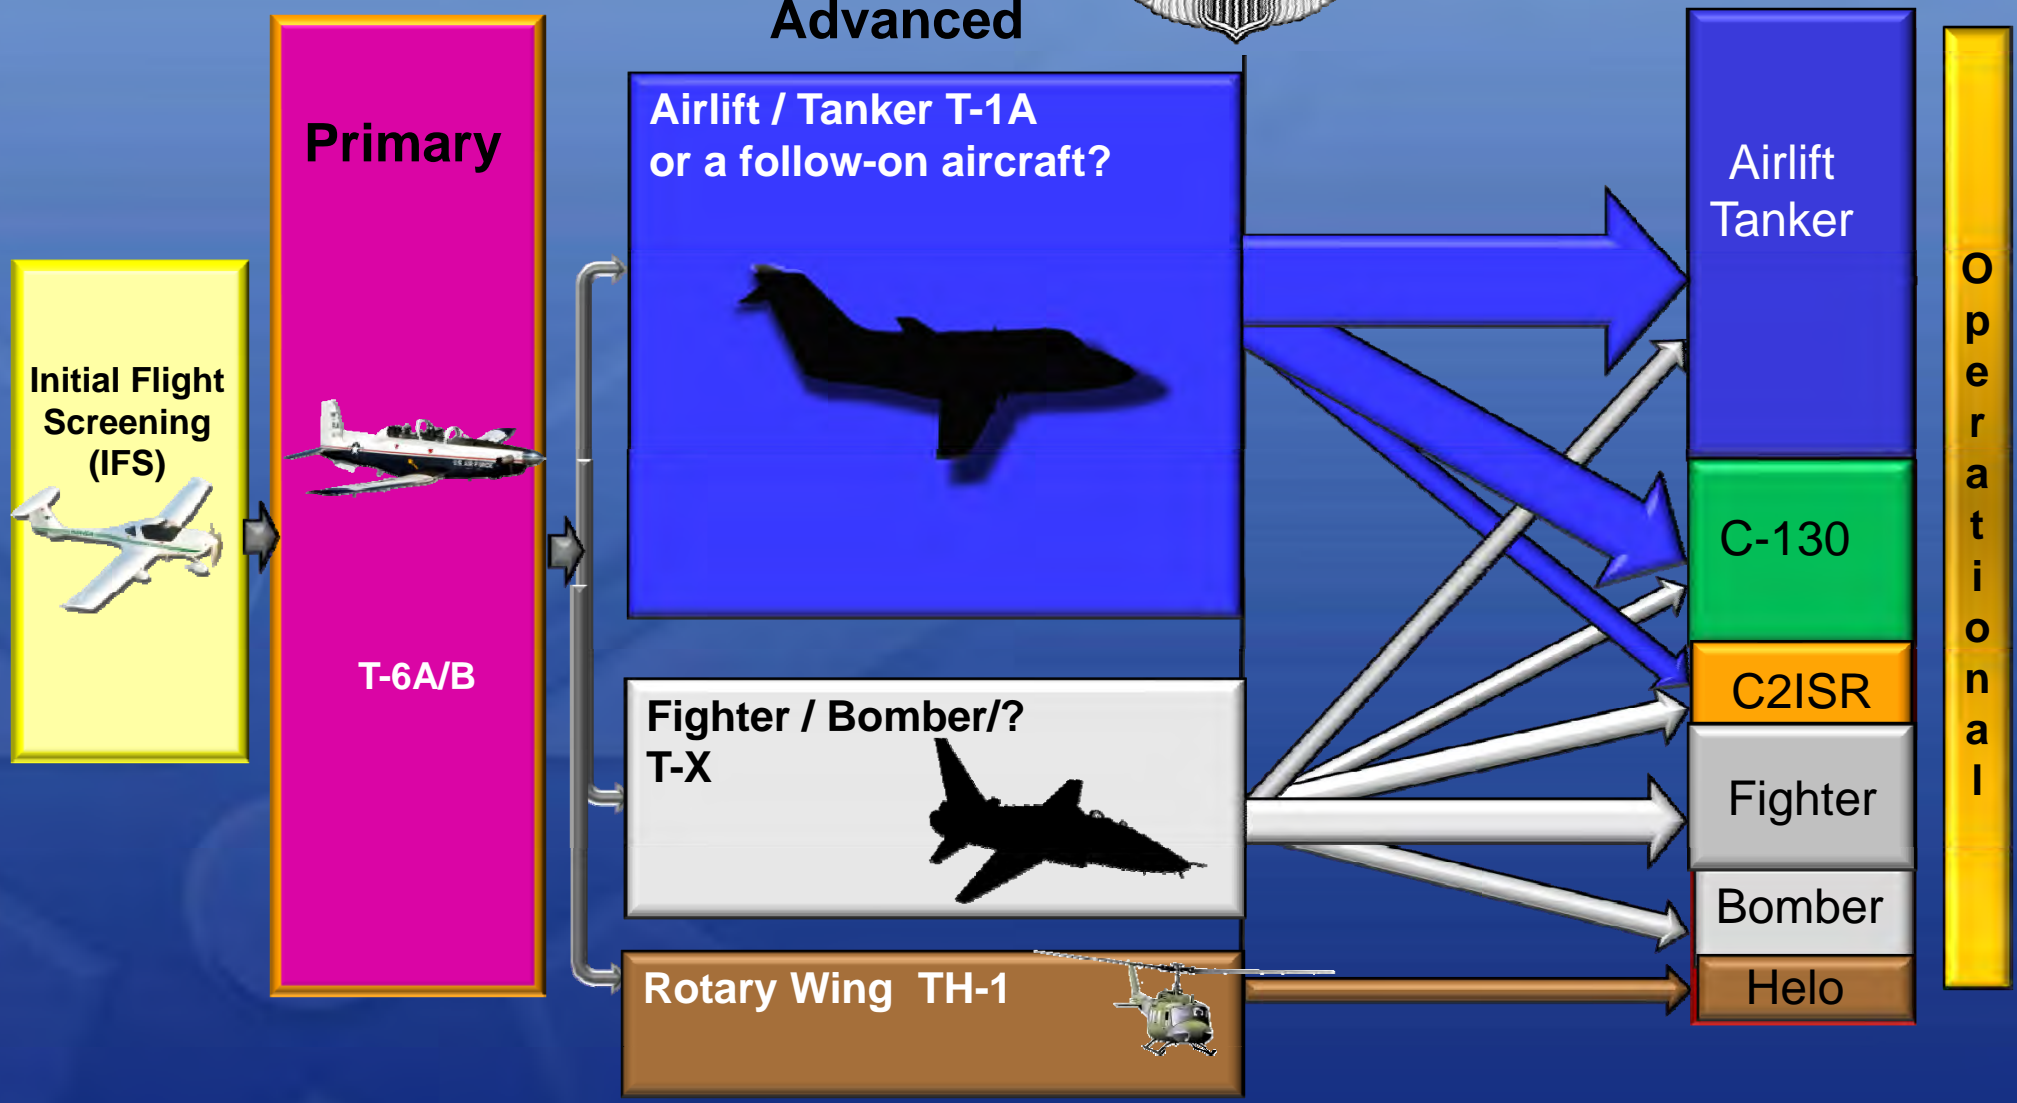 Advanced
Initial Flight
Screening
(IFS)
Primary
T-6A/B
Airlift / Tanker T-1A
or a follow-on aircraft?
Fighter / Bomber/?
T-X
Rotary Wing TH-1
Airlift
Tanker
C-130
C2ISR
Fighter
Bomber
Helo
Operational